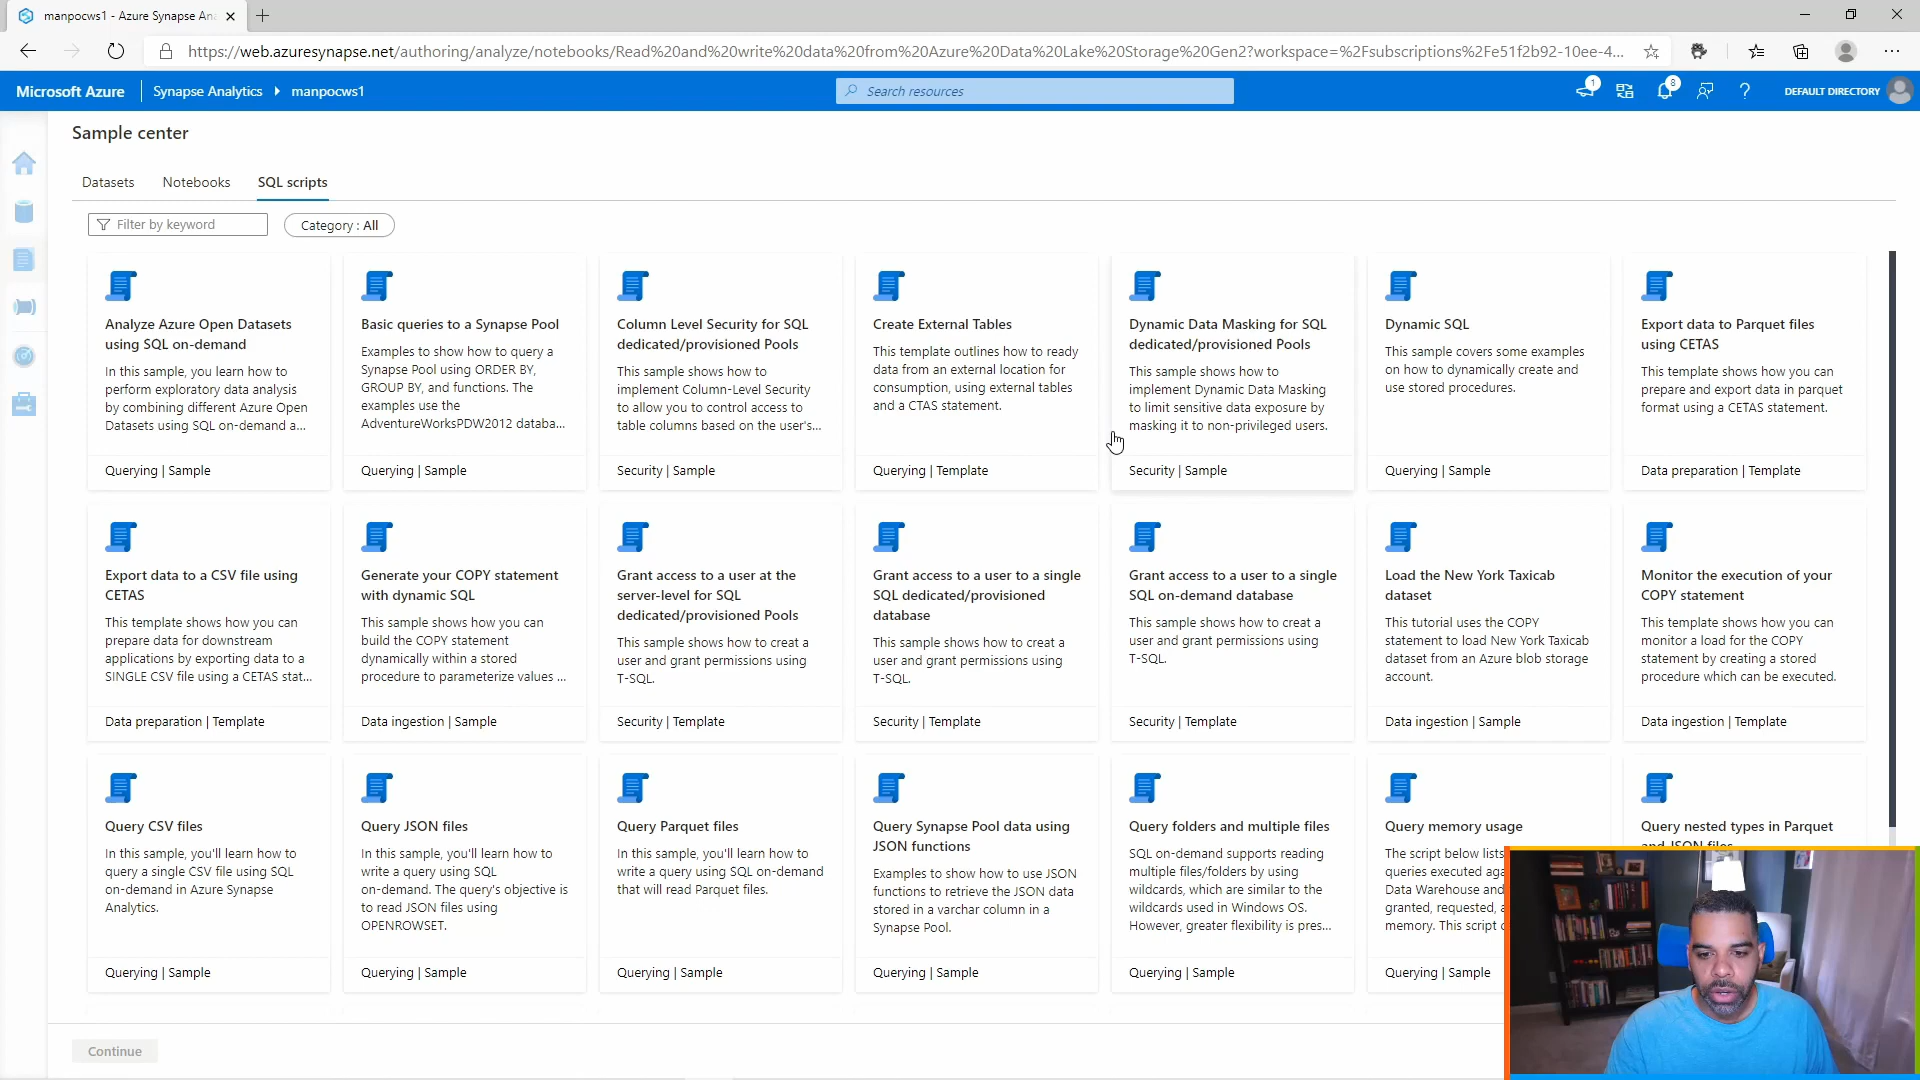 manpocws1 - Azure Synapse Ana
https://web.azuresynapse.net/authoring/analyze/notebooks/Read%20and%20write%20data%20from%20Azure%20Data%20Lake%20Storage%20Gen2?workspace=%2Fsubscriptions%2Fe51f2b92-10ee-4...
Microsoft Azure
Synapse Analytics
manpocws1
Search resources
1
8
DEFAULT DIRECTORY
Sample center
Datasets
Notebooks
SQL scripts
Filter by keyword
Category : All
Analyze Azure Open Datasets
using SQL on-demand
In this sample, you learn how to
perform exploratory data analysis
by combining different Azure Open
Datasets using SQL on-demand a...
Querying | Sample
Basic queries to a Synapse Pool
Examples to show how to query a
Synapse Pool using ORDER BY,
GROUP BY, and functions. The
examples use the
AdventureWorksPDW2012 databa...
Querying | Sample
Column Level Security for SQL
dedicated/provisioned Pools
This sample shows how to
implement Column-Level Security
to allow you to control access to
table columns based on the user's...
Security | Sample
Create External Tables
This template outlines how to ready
data from an external location for
consumption, using external tables
and a CTAS statement.
Querying | Template
Dynamic Data Masking for SQL
dedicated/provisioned Pools
This sample shows how to
implement Dynamic Data Masking
to limit sensitive data exposure by
masking it to non-privileged users.
Security | Sample
Dynamic SQL
This sample covers some examples
on how to dynamically create and
use stored procedures.
Querying | Sample
Export data to Parquet files
using CETAS
This template shows how you can
prepare and export data in parquet
format using a CETAS statement.
Data preparation | Template
Export data to a CSV file using
CETAS
This template shows how you can
prepare data for downstream
applications by exporting data to a
SINGLE CSV file using a CETAS stat...
Data preparation | Template
Generate your COPY statement
with dynamic SQL
This sample shows how you can
build the COPY statement
dynamically within a stored
procedure to parameterize values ...
Data ingestion | Sample
Grant access to a user at the
server-level for SQL
dedicated/provisioned Pools
This sample shows how to creat a
user and grant permissions using
T-SQL.
Security | Template
Grant access to a user to a single
SQL dedicated/provisioned
database
This sample shows how to creat a
user and grant permissions using
T-SQL.
Security | Template
Grant access to a user to a single
SQL on-demand database
This sample shows how to creat a
user and grant permissions using
T-SQL.
Security | Template
Load the New York Taxicab
dataset
This tutorial uses the COPY
statement to load New York Taxicab
dataset from an Azure blob storage
account.
Data ingestion | Sample
Monitor the execution of your
COPY statement
This template shows how you can
monitor a load for the COPY
statement by creating a stored
procedure which can be executed.
Data ingestion | Template
Query CSV files
In this sample, you'll learn how to
query a single CSV file using SQL
on-demand in Azure Synapse
Analytics.
Querying | Sample
Query JSON files
In this sample, you'll learn how to
write a query using SQL
on-demand. The query's objective is
to read JSON files using
OPENROWSET.
Querying | Sample
Query Parquet files
In this sample, you'll learn how to
write a query using SQL on-demand
that will read Parquet files.
Querying | Sample
Query Synapse Pool data using
JSON functions
Examples to show how to use JSON
functions to retrieve the JSON data
stored in a varchar column in a
Synapse Pool.
Querying | Sample
Query folders and multiple files
SQL on-demand supports reading
multiple files/folders by using
wildcards, which are similar to the
wildcards used in Windows OS.
However, greater flexibility is pres...
Querying | Sample
Query memory usage
The script below lists
queries executed aga
Data Warehouse and
granted, requested, a
memory. This script c
Querying | Sample
Query nested types in Parquet
and JSON files
Continue